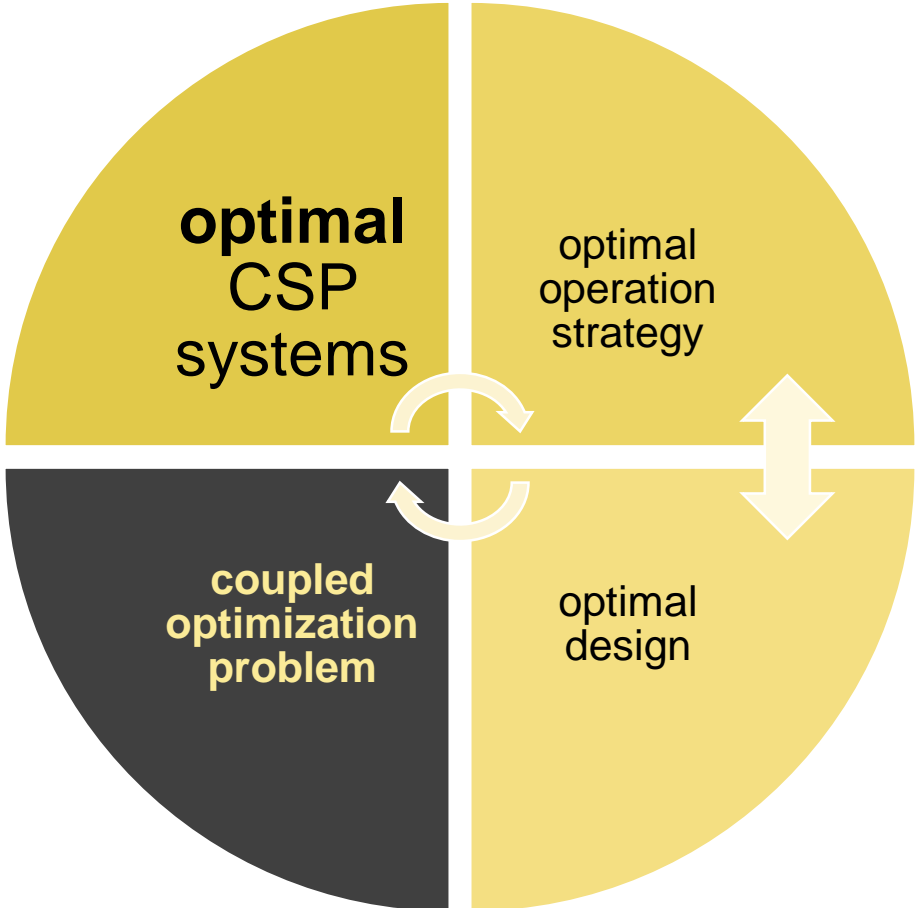 optimal
CSP
systems
optimal
operation
strategy
coupled
optimization
problem
optimal
design